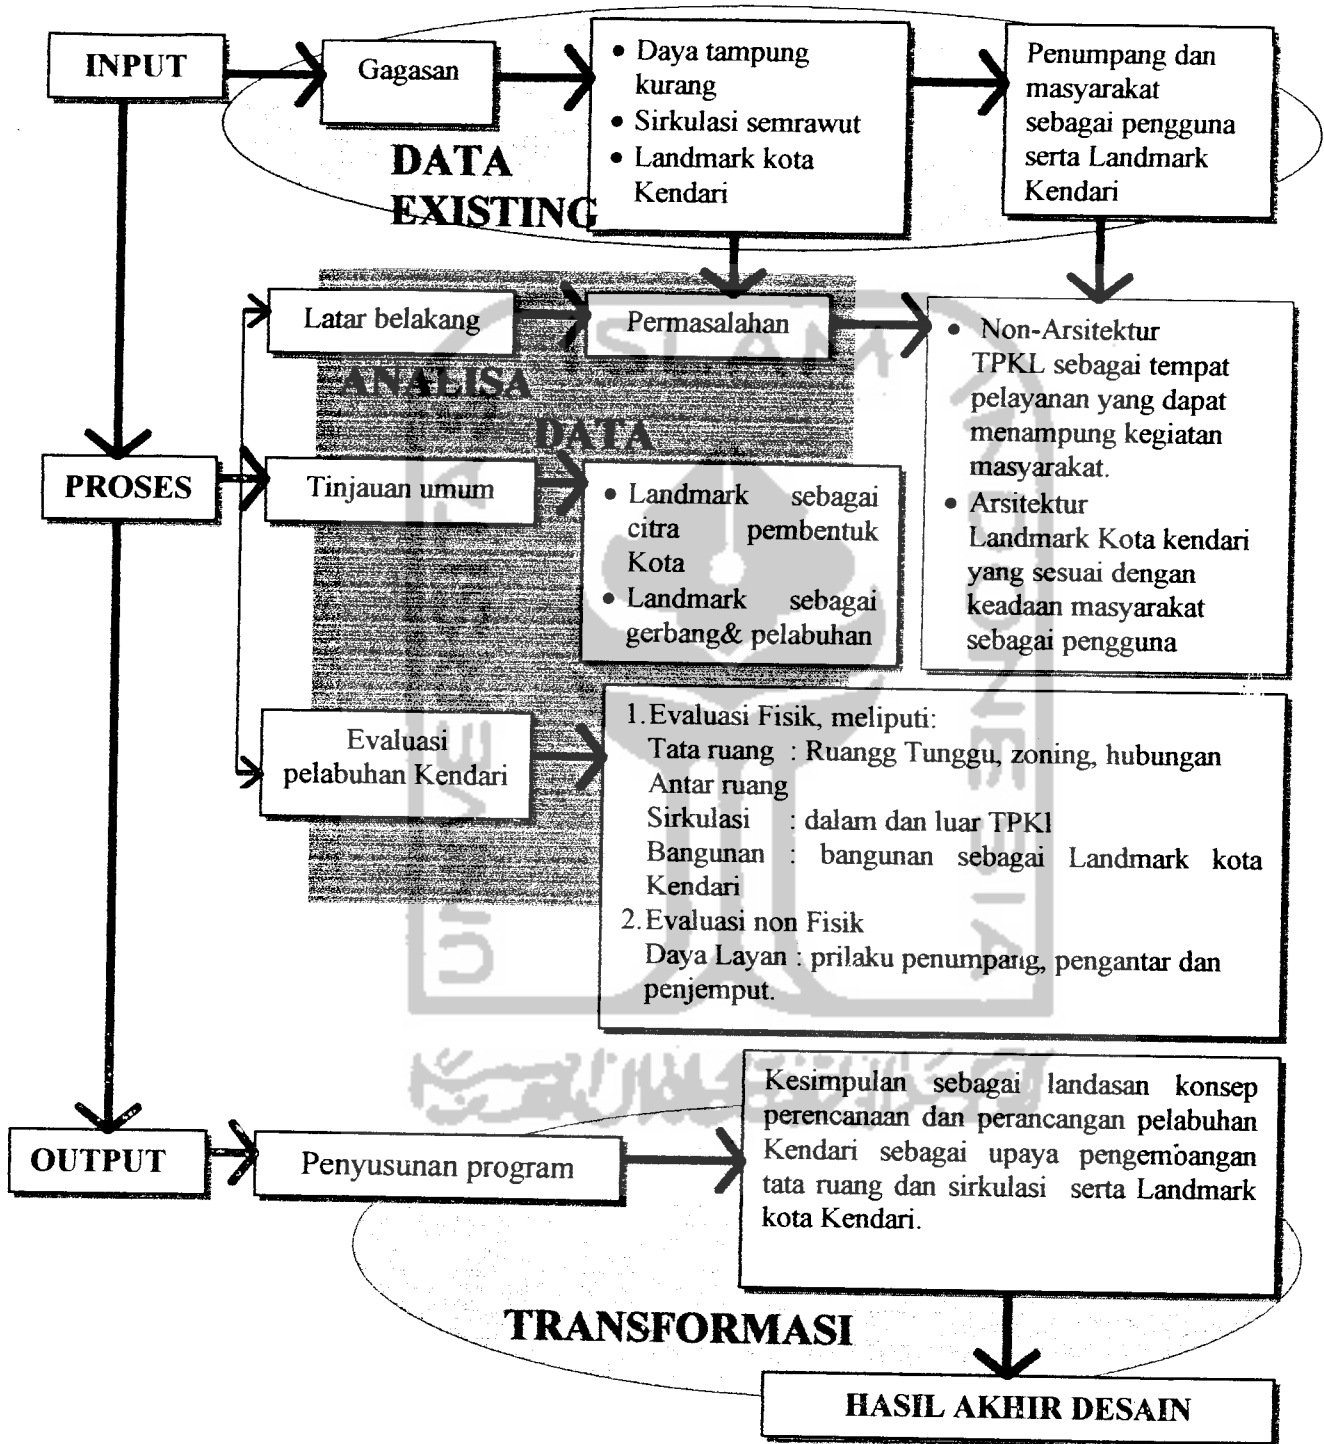 INPUT
Gagasan
• Daya tampung
kurang
• Sirkulasi semrawut
• Landmark kota
Kendari
Penumpang dan
masyarakat
sebagai pengguna
serta Landmark
Kendari
DATA
EXISTING
Latar belakang
Permasalahan
• Non-Arsitektur
TPKL sebagai tempat
pelayanan yang dapat
menampung kegiatan
masyarakat.
• Arsitektur
Landmark Kota kendari
yang sesuai dengan
keadaan masyarakat
sebagai pengguna
ANALISA
DATA
PROSES
Tinjauan umum
• Landmark sebagai
citra pembentuk
Kota
• Landmark sebagai
gerbang& pelabuhan
Evaluasi
pelabuhan Kendari
1. Evaluasi Fisik, meliputi:
Tata ruang : Ruangg Tunggu, zoning, hubungan
Antar ruang
Sirkulasi : dalam dan luar TPKl
Bangunan : bangunan sebagai Landmark kota
Kendari
2. Evaluasi non Fisik
Daya Layan : prilaku penumpang, pengantar dan
penjemput.
OUTPUT
Penyusunan program
Kesimpulan sebagai landasan konsep
perencanaan dan perancangan pelabuhan
Kendari sebagai upaya pengembangan
tata ruang dan sirkulasi serta Landmark
kota Kendari.
TRANSFORMASI
HASIL AKHIR DESAIN
UNIVERSITAS
ISLAM
INDONESIA